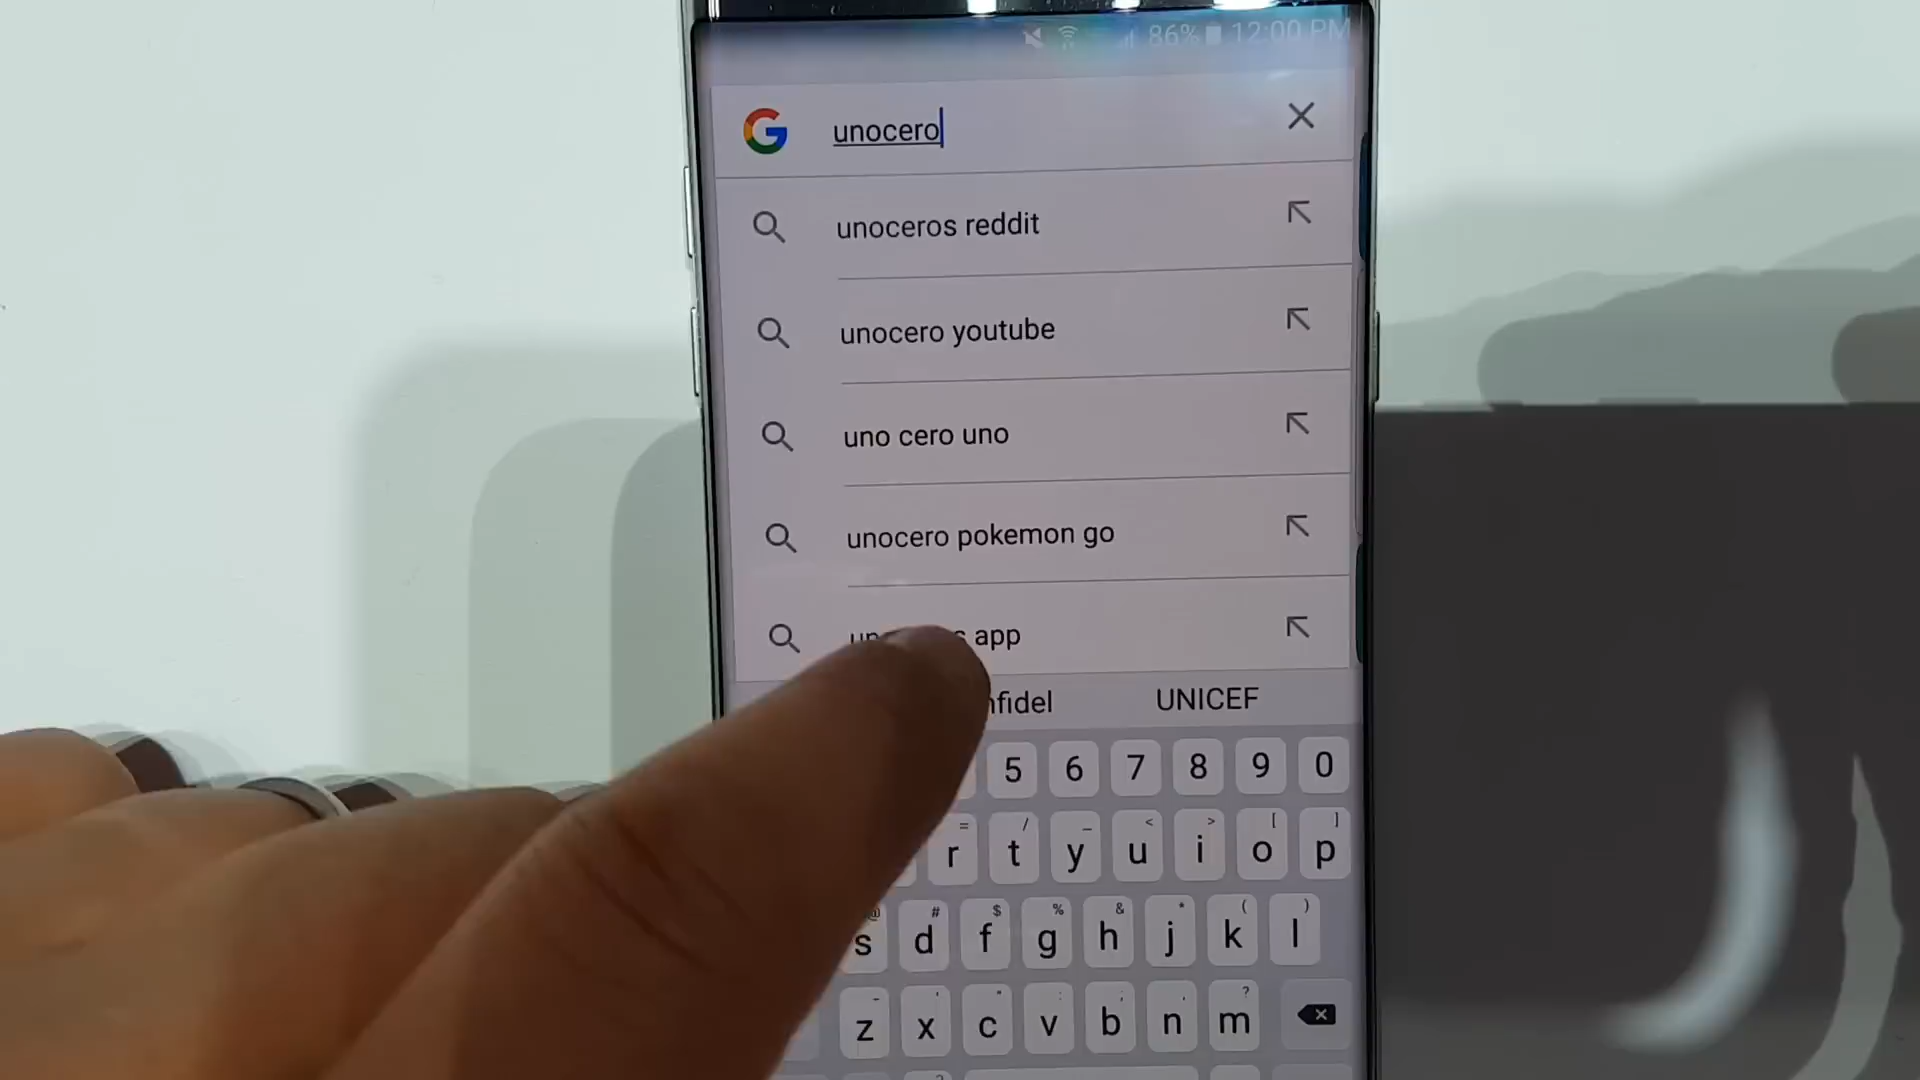 86% 12:00 PM
unocero
unoceros reddit
unocero youtube
uno cero uno
unocero pokemon go
app
UNICEF
5 6 7 8 9 0
= / _ < > [ ]
r t y u i o p
@ # $ % & * ( )
s d f g h j k l
- ' " : ; , ?
z x c v b n m